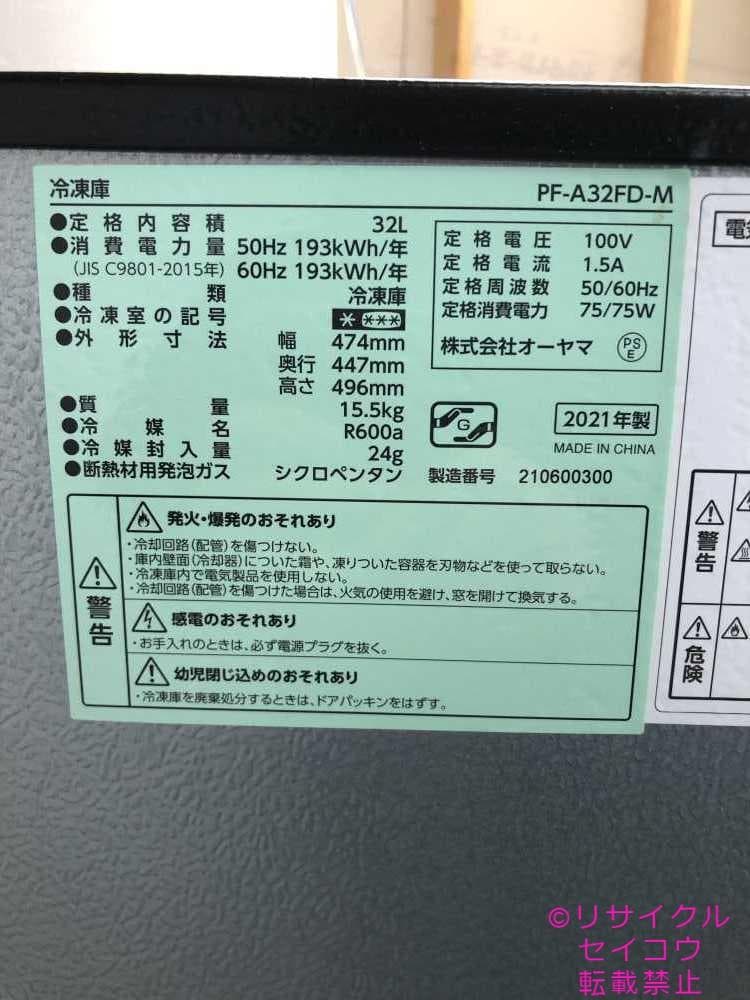 冷凍庫 PF-A32FD-M
●定格内容積 32L
●消費電力量 50Hz 193kWh/年
(JIS C9801-2015年) 60Hz 193kWh/年
●種類 冷凍庫
●冷凍室の記号 * ***
●外形寸法 幅 474mm
奥行 447mm
高さ 496mm
●質量 15.5kg
●冷媒名 R600a
●冷媒封入量 24g
●断熱材用発泡ガス シクロペンタン
定格電圧 100V
定格電流 1.5A
定格周波数 50/60Hz
定格消費電力 75/75W
株式会社オーヤマ PSE
G
2021年製
MADE IN CHINA
製造番号 210600300
警告
発火・爆発のおそれあり
・冷却回路(配管)を傷つけない。
・庫内壁面(冷却器)についた霜や、凍りついた容器を刃物などを使って取らない。
・冷凍庫内で電気製品を使用しない。
・冷却回路(配管)を傷つけた場合は、火気の使用を避け、窓を開けて換気する。
感電のおそれあり
・お手入れのときは、必ず電源プラグを抜く。
幼児閉じ込めのおそれあり
・冷凍庫を廃棄処分するときは、ドアパッキンをはずす。
電
警告
危険
©リサイクル
セイコウ
転載禁止